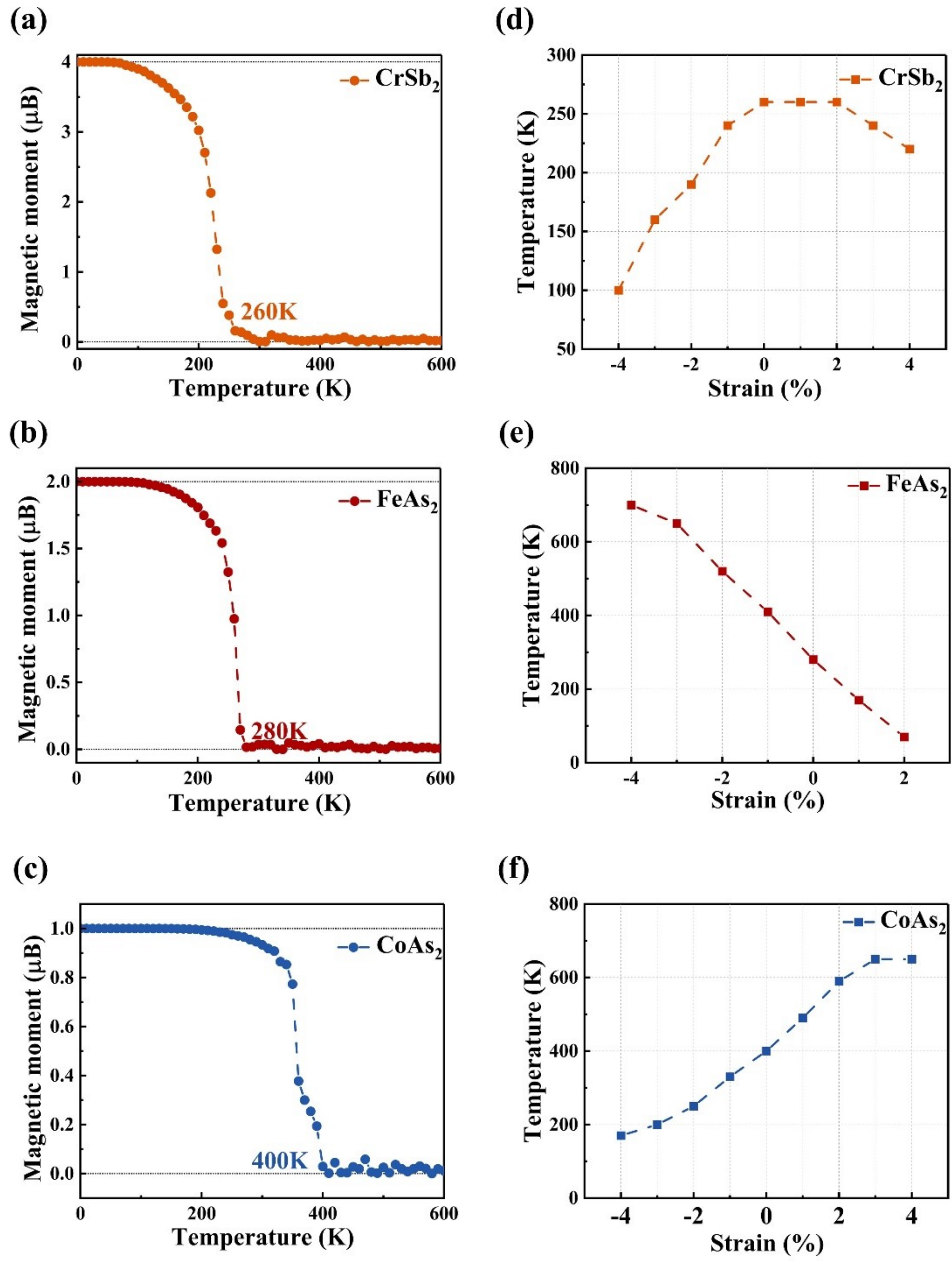 (a)
4
3
2
1
0
Magnetic moment (μB)
CrSb2
260K
0 200 400 600
Temperature (K)
(d)
300
250
200
150
100
50
Temperature (K)
CrSb2
-4 -2 0 2 4
Strain (%)
(b)
2.0
1.5
1.0
0.5
0.0
Magnetic moment (μB)
FeAs2
280K
0 200 400 600
Temperature (K)
(e)
800
600
400
200
0
Temperature (K)
FeAs2
-4 -2 0 2
Strain (%)
(c)
1.0
0.8
0.6
0.4
0.2
0.0
Magnetic moment (μB)
CoAs2
400K
0 200 400 600
Temperature (K)
(f)
800
600
400
200
0
Temperature (K)
CoAs2
-4 -2 0 2 4
Strain (%)